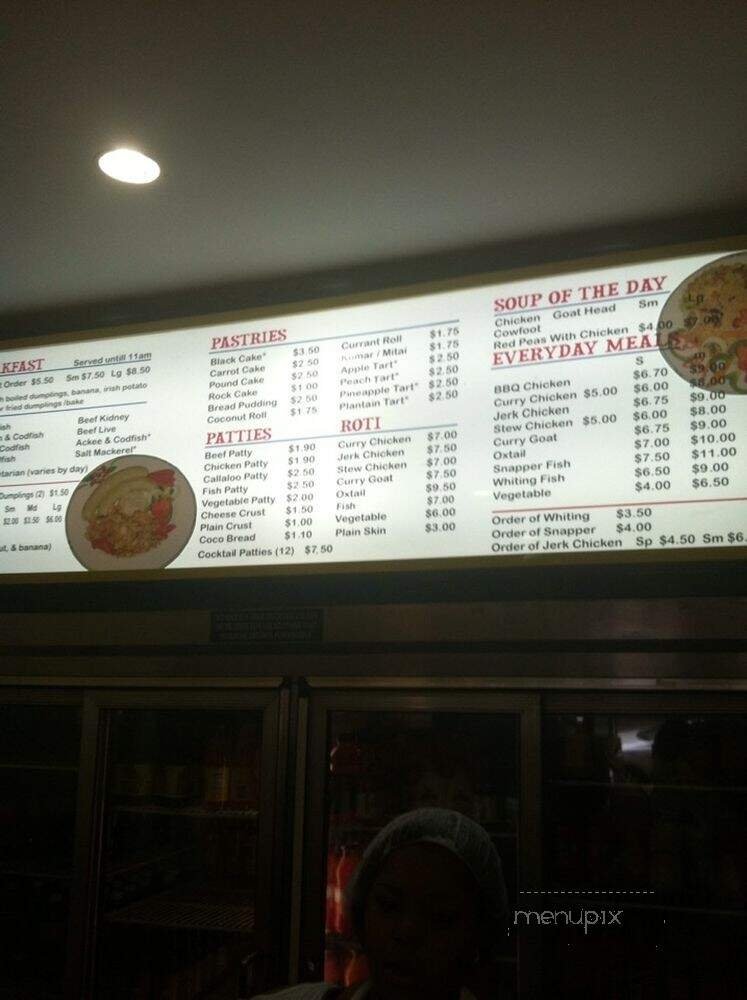 KFAST Served untill 11am
Order $5.50 Sm $7.50 Lg $8.50
boiled dumplings, banana, irish potato
fried dumplings /bake
Beef Kidney
& Codfish Beef Live
Codfish Ackee & Codfish*
fish Salt Mackerel*
tarian (varies by day)
Dumplings (2) $1.50
Sm Md Lg
$2.00 $3.50 $6.00
& banana)
PASTRIES
Black Cake* $3.50
Carrot Cake $2.50
Pound Cake $2.50
Rock Cake $1.00
Bread Pudding $2.50
Coconut Roll $1.75
Currant Roll $1.75
Kumar / Mitai $1.75
Apple Tart* $2.50
Peach Tart* $2.50
Pineapple Tart* $2.50
Plantain Tart* $2.50
PATTIES
Beef Patty $1.90
Chicken Patty $1.90
Callaloo Patty $2.50
Fish Patty $2.50
Vegetable Patty $2.00
Cheese Crust $1.50
Plain Crust $1.00
Coco Bread $1.10
Cocktail Patties (12) $7.50
ROTI
Curry Chicken $7.00
Jerk Chicken $7.50
Stew Chicken $7.00
Curry Goat $7.50
Oxtail $9.50
Fish $7.00
Vegetable $6.00
Plain Skin $3.00
SOUP OF THE DAY
Chicken Goat Head Sm Lg
Cowfoot
Red Peas With Chicken $4.00 $7.00
EVERYDAY MEALS
S
BBQ Chicken $6.70 $9.00
Curry Chicken $5.00 $6.00 $8.00
Jerk Chicken $6.75 $9.00
Stew Chicken $5.00 $6.00 $8.00
Curry Goat $6.75 $9.00
Oxtail $7.00 $10.00
Snapper Fish $7.50 $11.00
Whiting Fish $6.50 $9.00
Vegetable $4.00 $6.50
Order of Whiting $3.50
Order of Snapper $4.00
Order of Jerk Chicken Sp $4.50 Sm $6.
menupix